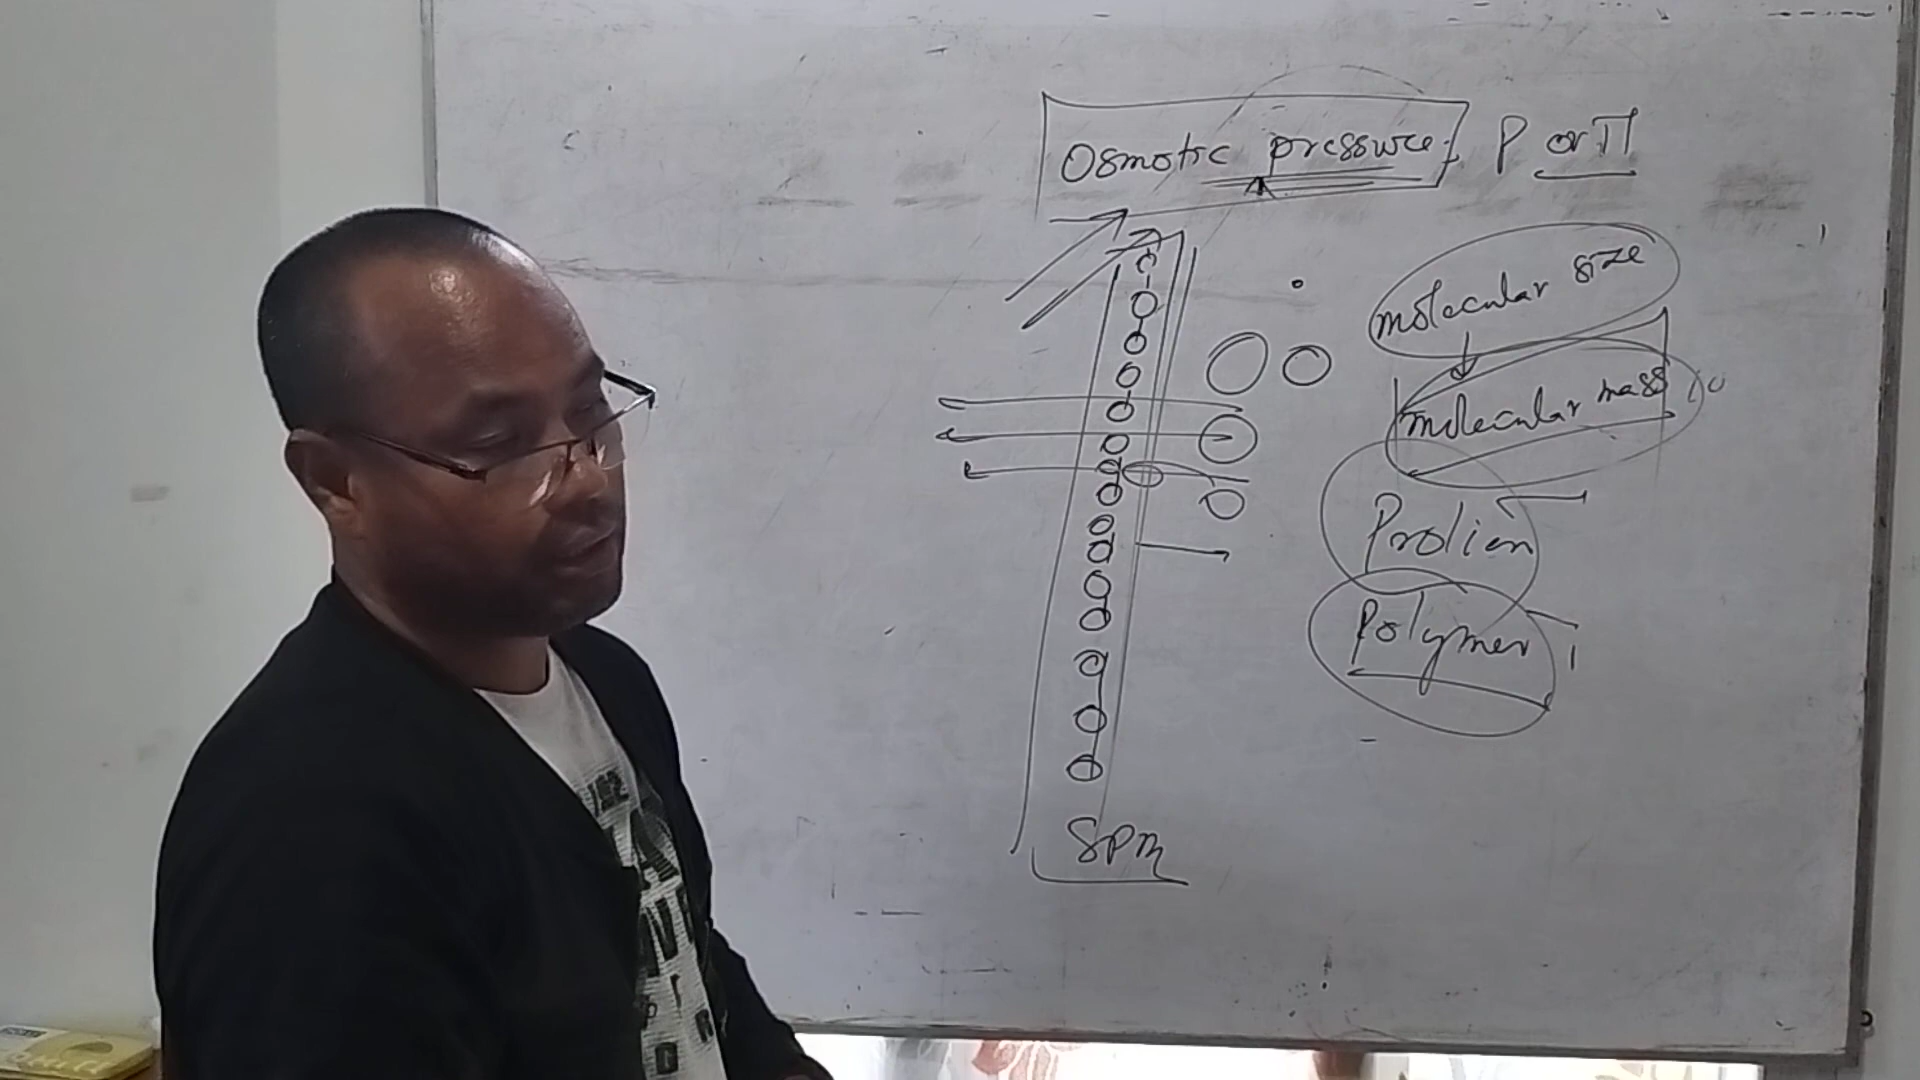 Osmotic pressure: P or π
molecular size
molecular mass
Protien
Polymer
SPM